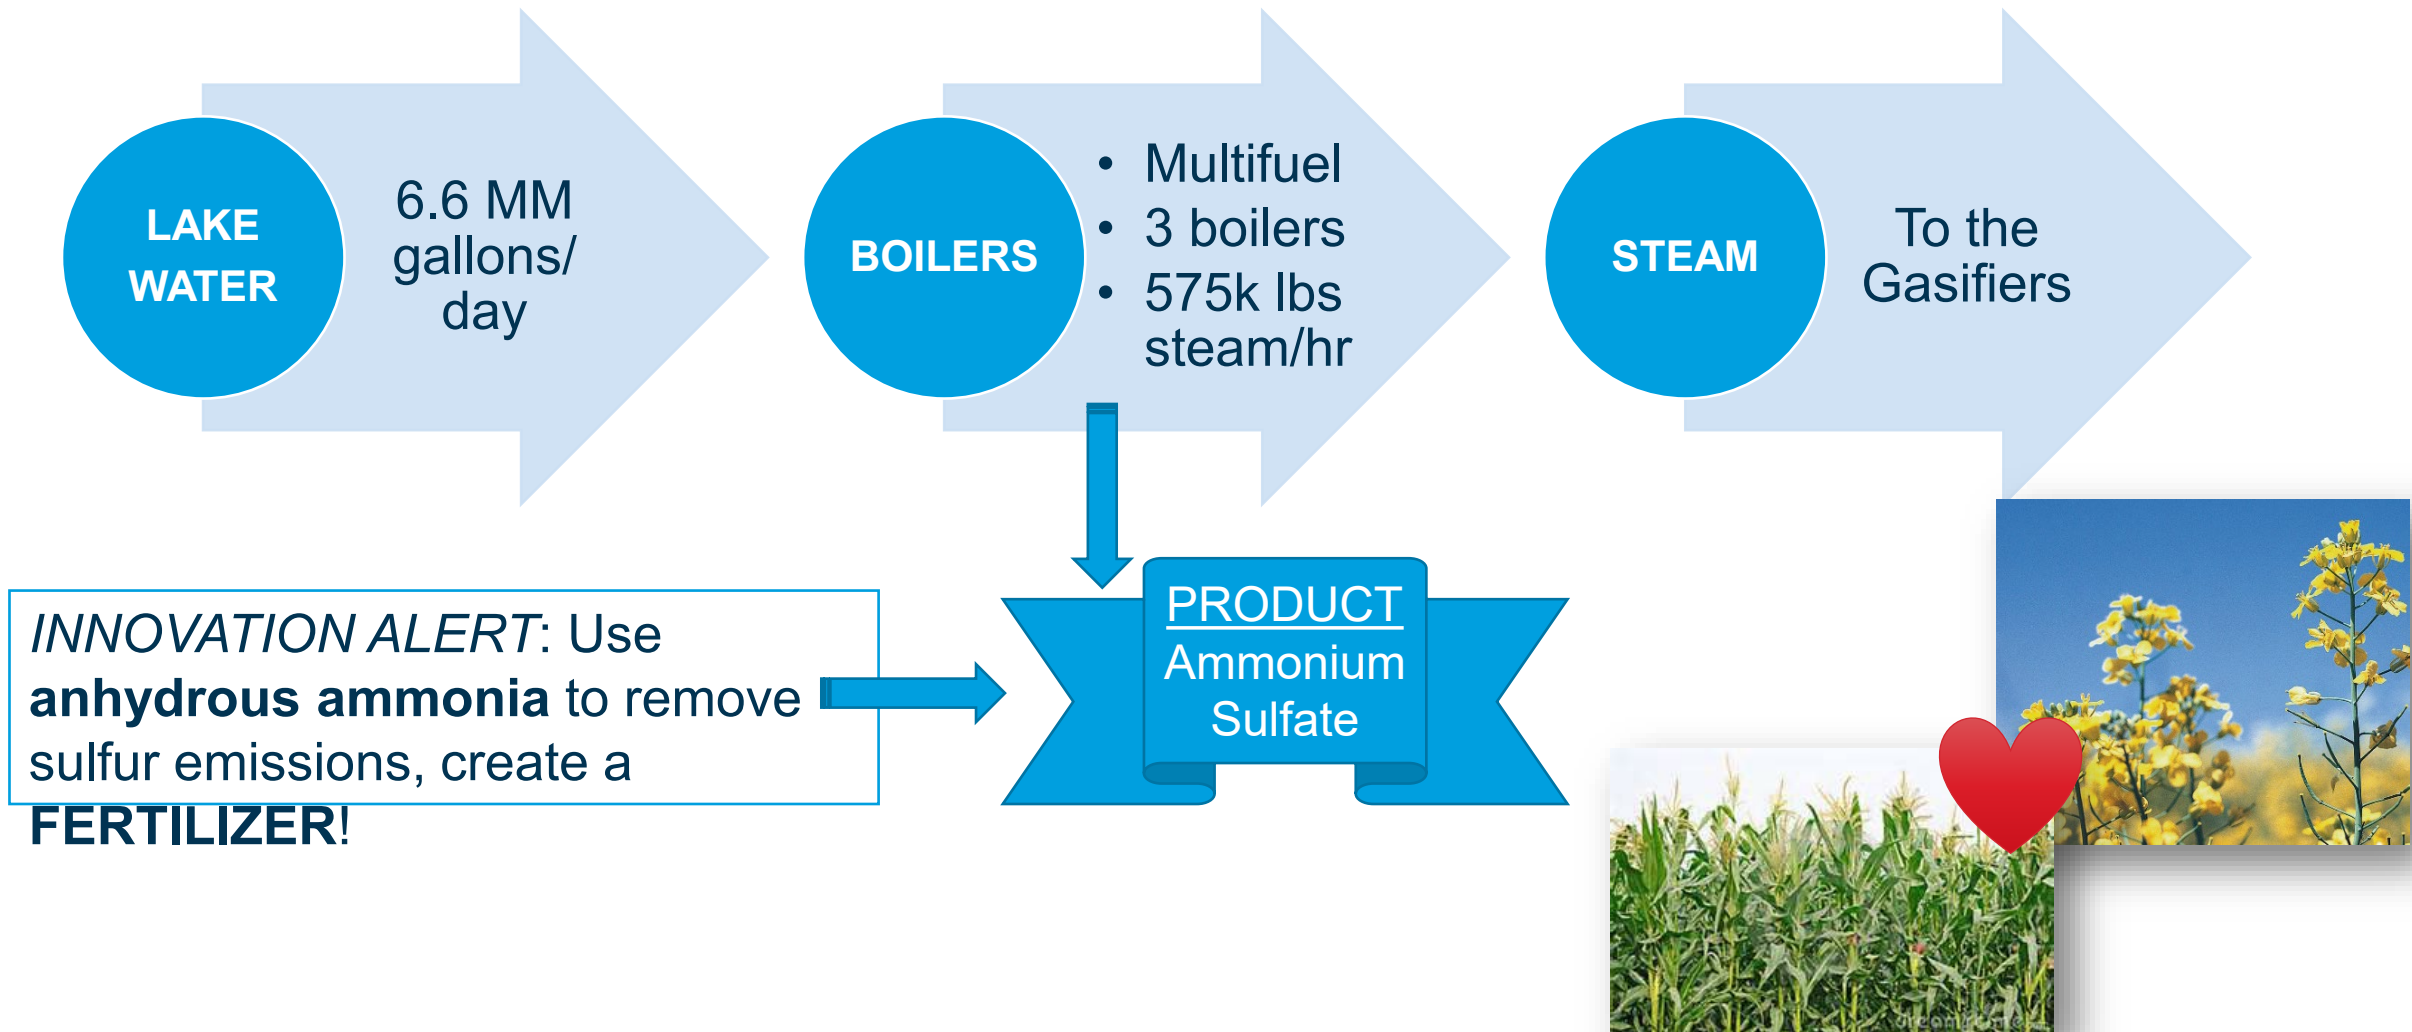 LAKE
WATER
6.6 MM
gallons/
day
BOILERS
• Multifuel
• 3 boilers
• 575k lbs
steam/hr
STEAM
To the
Gasifiers
INNOVATION ALERT: Use
anhydrous ammonia to remove
sulfur emissions, create a
FERTILIZER!
PRODUCT
Ammonium
Sulfate